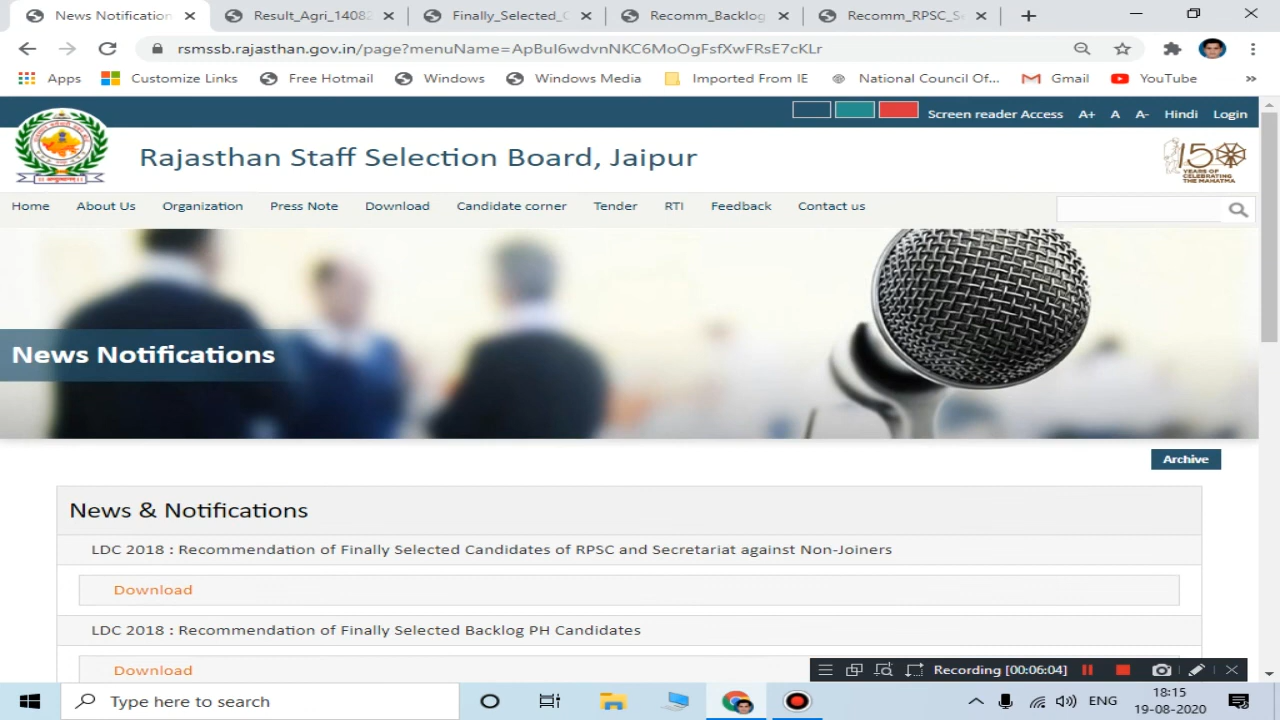 News Notification
Result_Agri_1408
Finally_Selected_
Recomm_Backlog
Recomm_RPSC_S
rsmssb.rajasthan.gov.in/page?menuName=ApBuI6wdvnNKC6MoOgFsfXwFRsE7cKLr
Apps
Customize Links
Free Hotmail
Windows
Windows Media
Imported From IE
National Council Of...
Gmail
YouTube
»
Screen reader Access A+ A A- Hindi Login
Rajasthan Staff Selection Board, Jaipur
150
YEARS OF
CELEBRATING
THE MAHATMA
Home About Us Organization Press Note Download Candidate corner Tender RTI Feedback Contact us
News Notifications
Archive
News & Notifications
LDC 2018 : Recommendation of Finally Selected Candidates of RPSC and Secretariat against Non-Joiners
Download
LDC 2018 : Recommendation of Finally Selected Backlog PH Candidates
Download
Recording [00:06:04]
Type here to search
ENG
18:15
19-08-2020